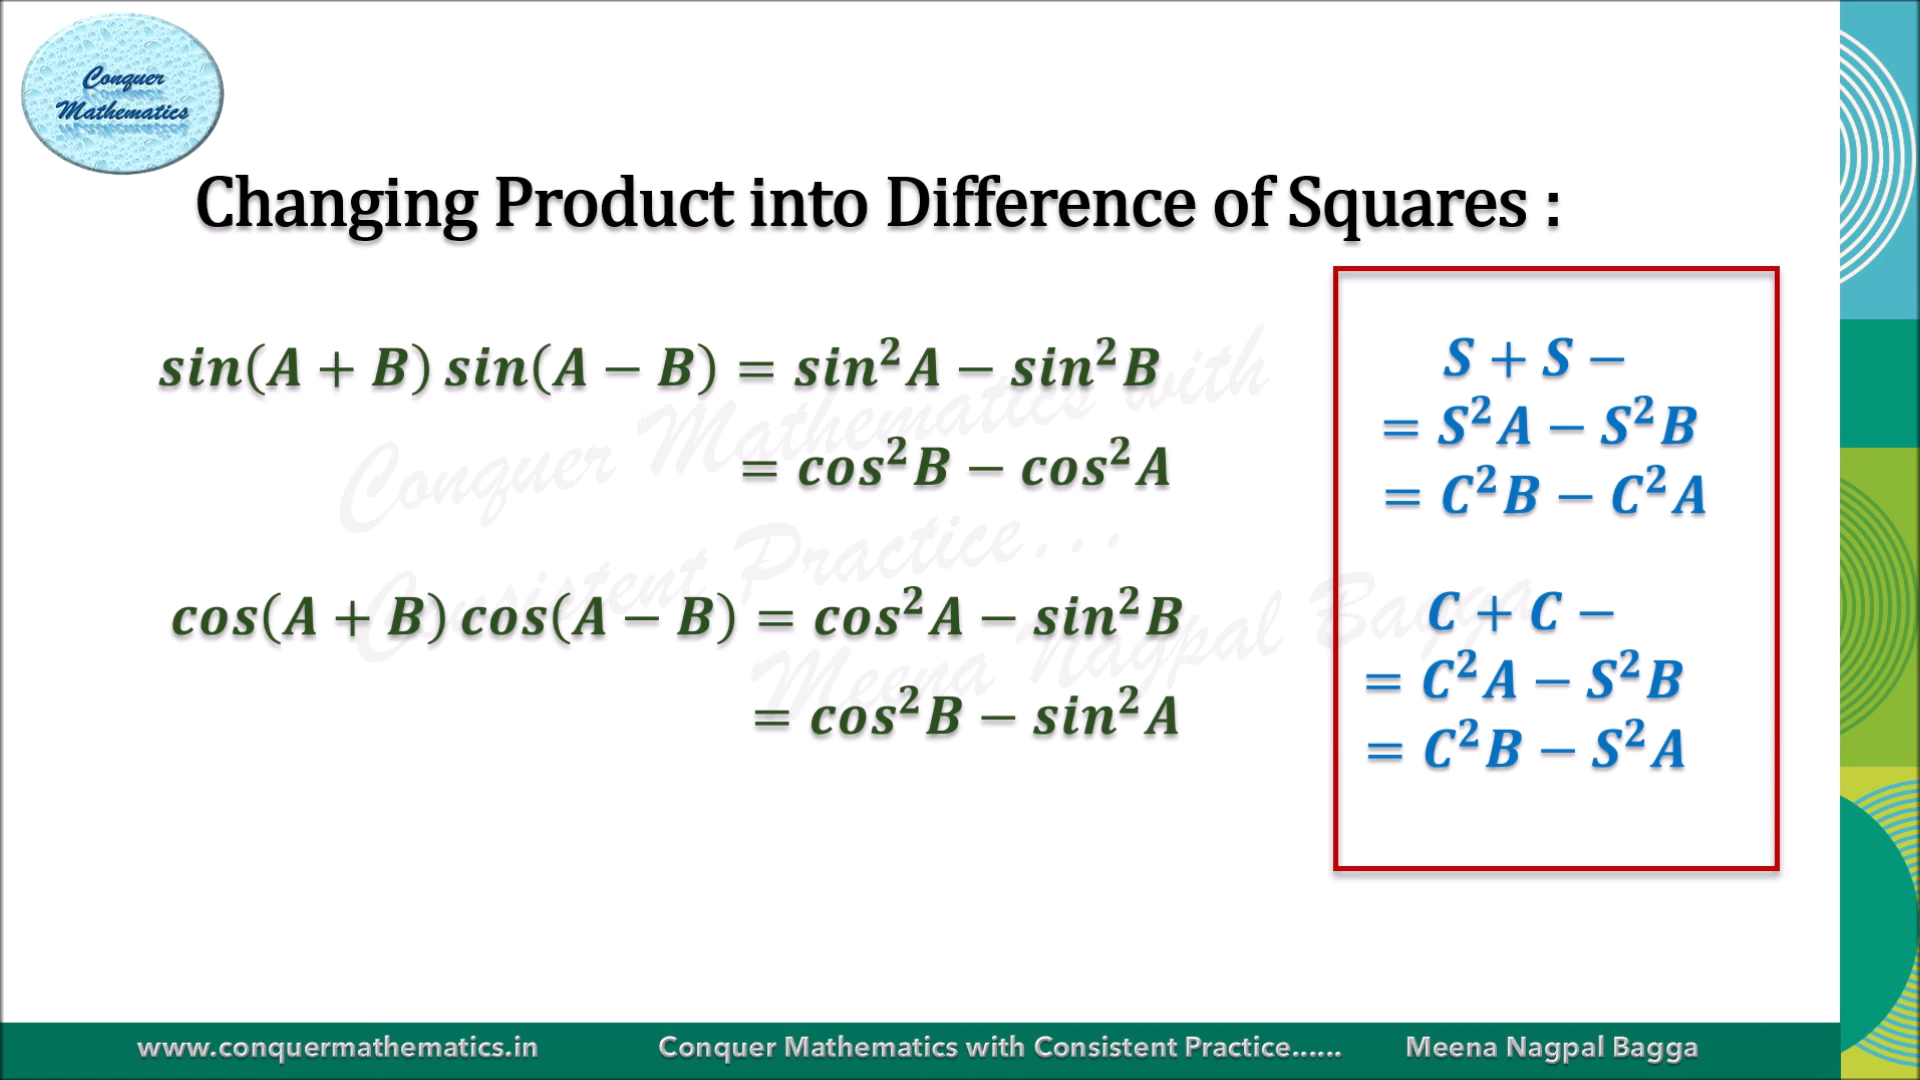 Conquer
Mathematics
Changing Product into Difference of Squares :
sin(A + B) sin(A − B) = sin²A − sin²B
= cos²B − cos²A
cos(A + B) cos(A − B) = cos²A − sin²B
= cos²B − sin²A
S + S −
= S²A − S²B
= C²B − C²A
C + C −
= C²A − S²B
= C²B − S²A
Conquer Mathematics with
Consistent Practice...
Meena Nagpal Bagga
www.conquermathematics.in Conquer Mathematics with Consistent Practice...... Meena Nagpal Bagga